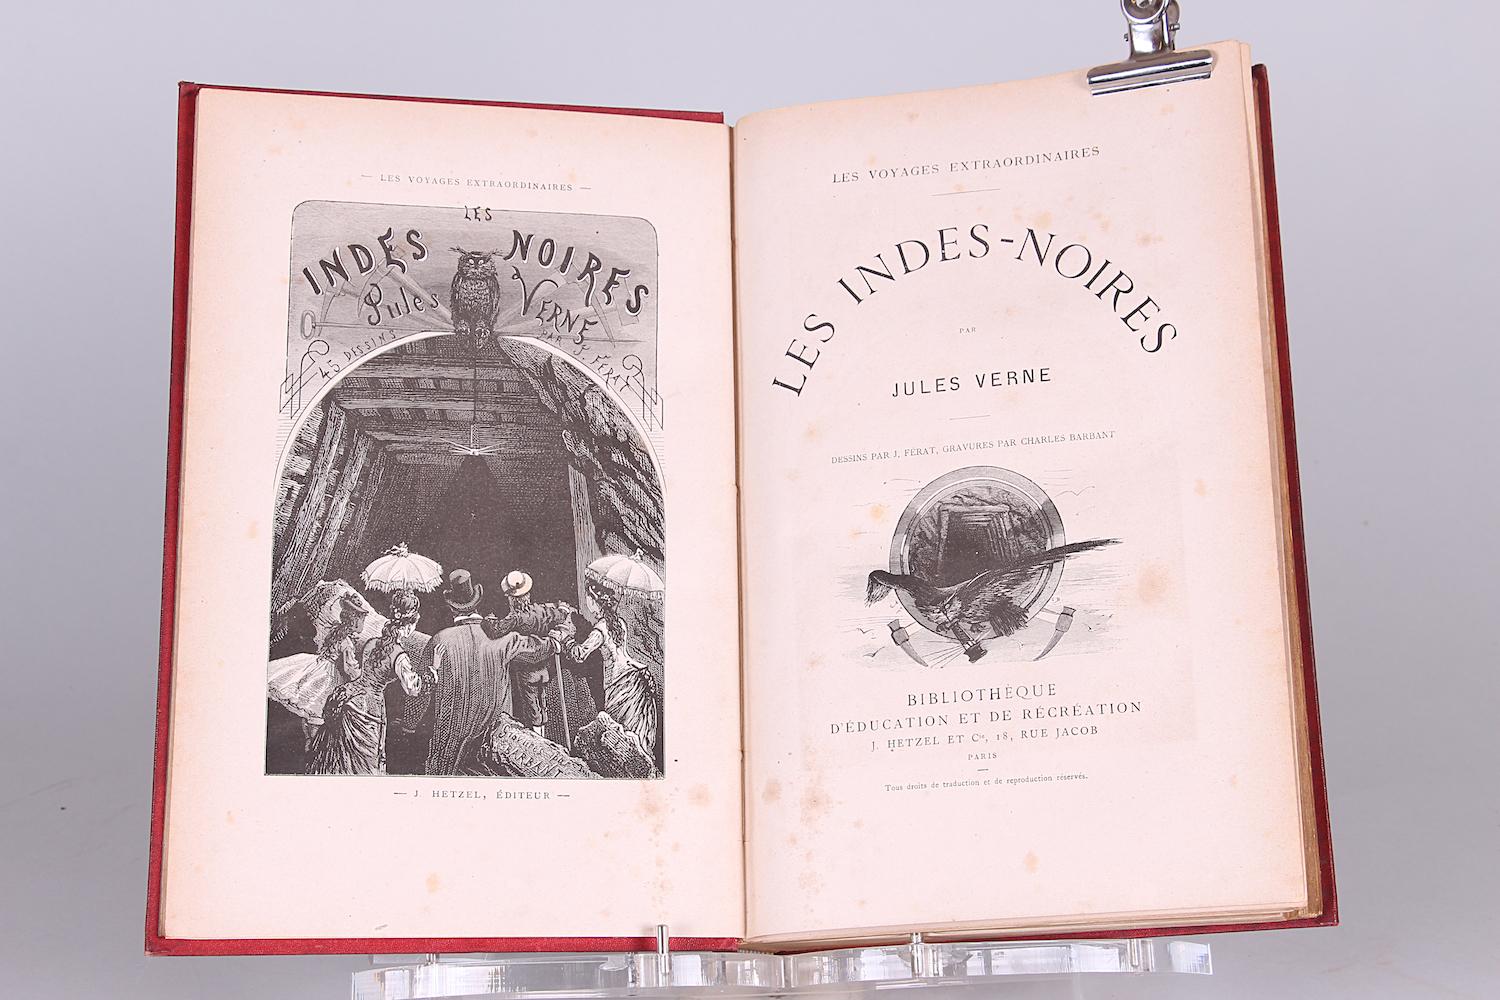 — LES VOYAGES EXTRAORDINAIRES —
LES
INDES NOIRES
Jules VERNE
45 DESSINS PAR J. FÉRAT
— J. HETZEL, ÉDITEUR —
LES VOYAGES EXTRAORDINAIRES
LES INDES-NOIRES
PAR
JULES VERNE
DESSINS PAR J. FÉRAT, GRAVURES PAR CHARLES BARBANT
BIBLIOTHÈQUE
D'ÉDUCATION ET DE RÉCRÉATION
J. HETZEL ET Cie, 18, RUE JACOB
PARIS
Tous droits de traduction et de reproduction réservés.